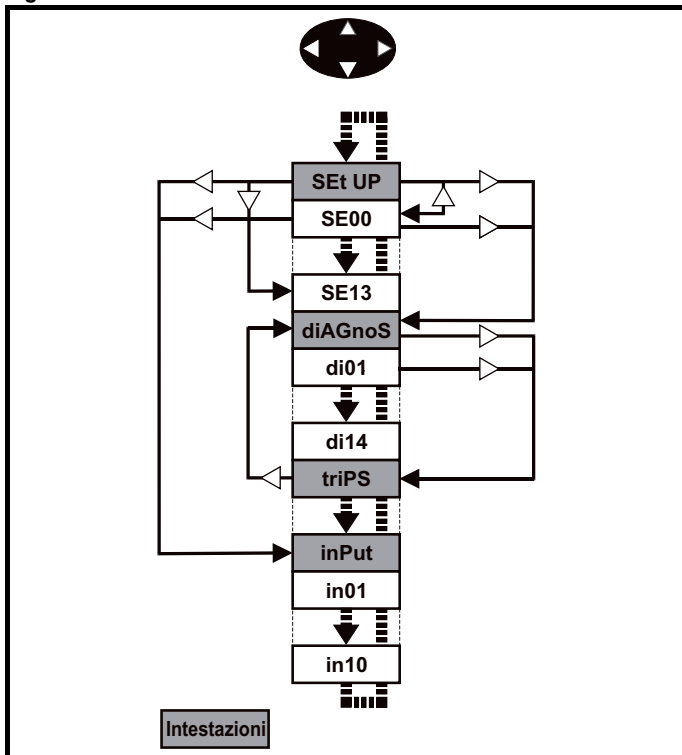 SEt UP
SE00
SE13
diAGnoS
di01
di14
triPS
inPut
in01
in10
Intestazioni